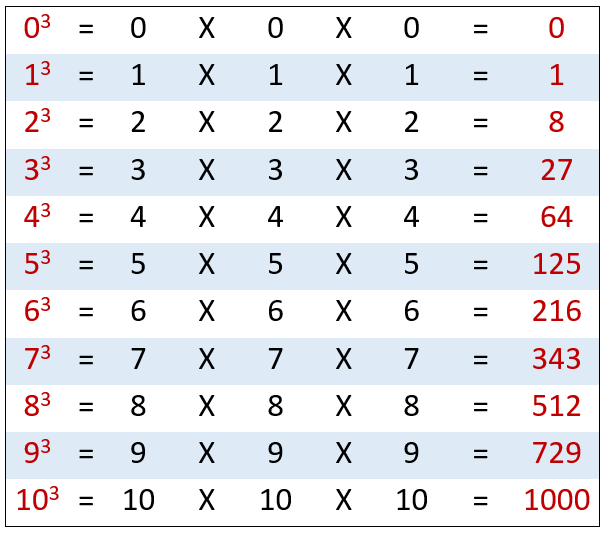 0³ = 0 X 0 X 0 = 0
1³ = 1 X 1 X 1 = 1
2³ = 2 X 2 X 2 = 8
3³ = 3 X 3 X 3 = 27
4³ = 4 X 4 X 4 = 64
5³ = 5 X 5 X 5 = 125
6³ = 6 X 6 X 6 = 216
7³ = 7 X 7 X 7 = 343
8³ = 8 X 8 X 8 = 512
9³ = 9 X 9 X 9 = 729
10³ = 10 X 10 X 10 = 1000